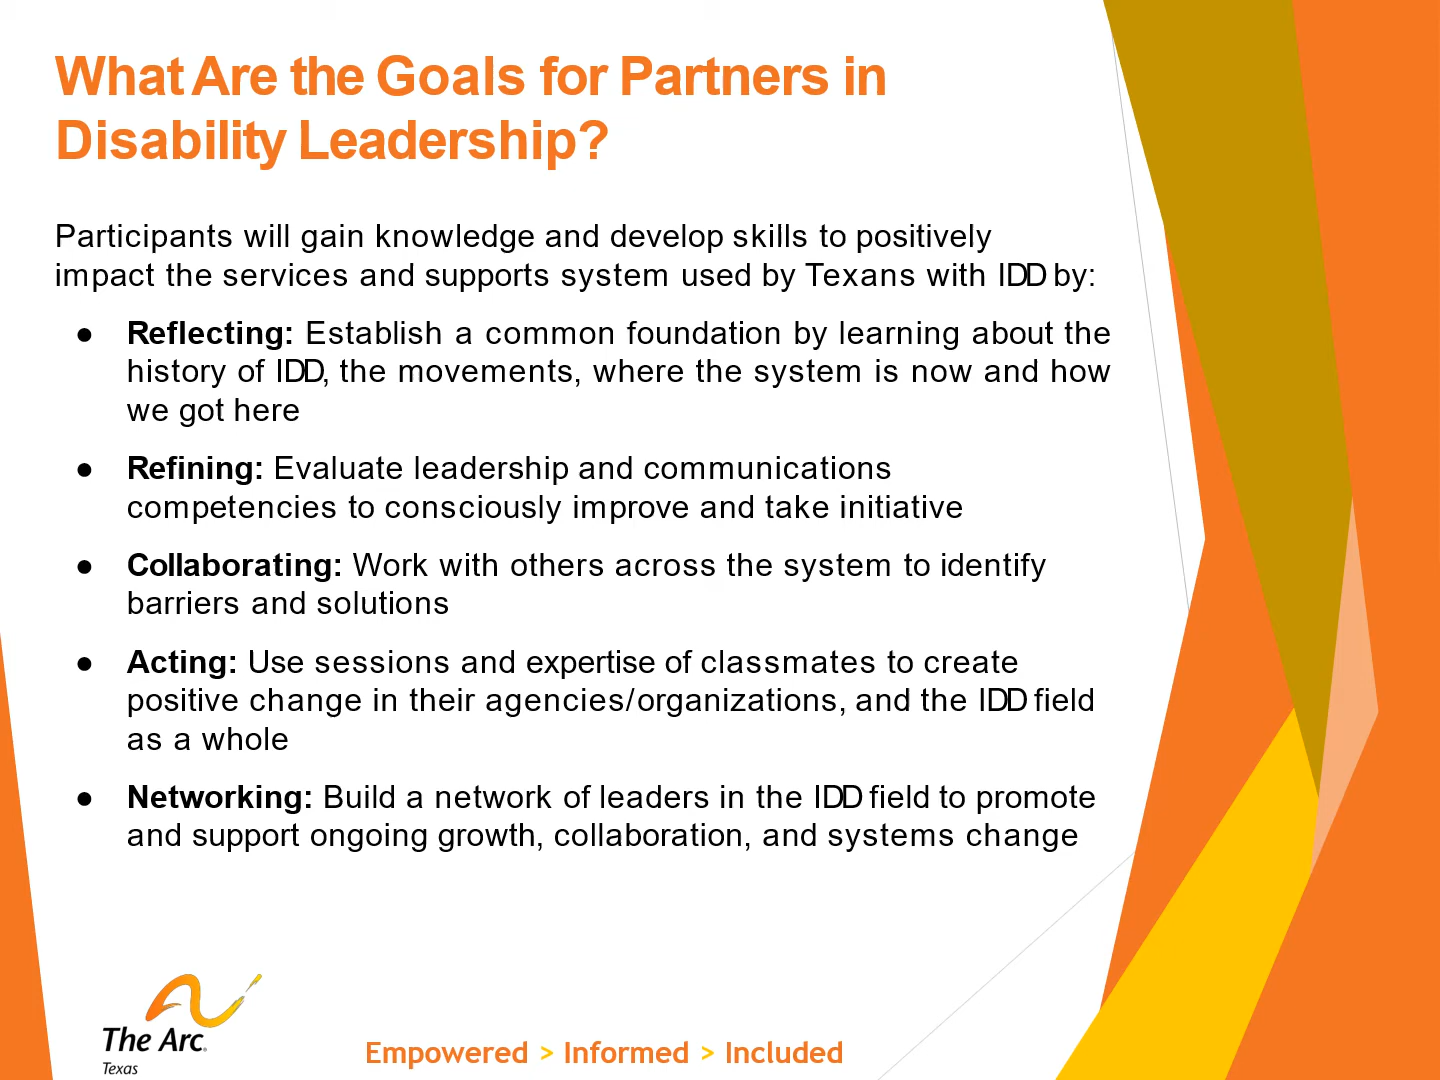 What Are the Goals for Partners in
Disability Leadership?
Participants will gain knowledge and develop skills to positively
impact the services and supports system used by Texans with IDD by:
● Reflecting: Establish a common foundation by learning about the
history of IDD, the movements, where the system is now and how
we got here
● Refining: Evaluate leadership and communications
competencies to consciously improve and take initiative
● Collaborating: Work with others across the system to identify
barriers and solutions
● Acting: Use sessions and expertise of classmates to create
positive change in their agencies/organizations, and the IDD field
as a whole
● Networking: Build a network of leaders in the IDD field to promote
and support ongoing growth, collaboration, and systems change
The Arc.
Texas
Empowered > Informed > Included